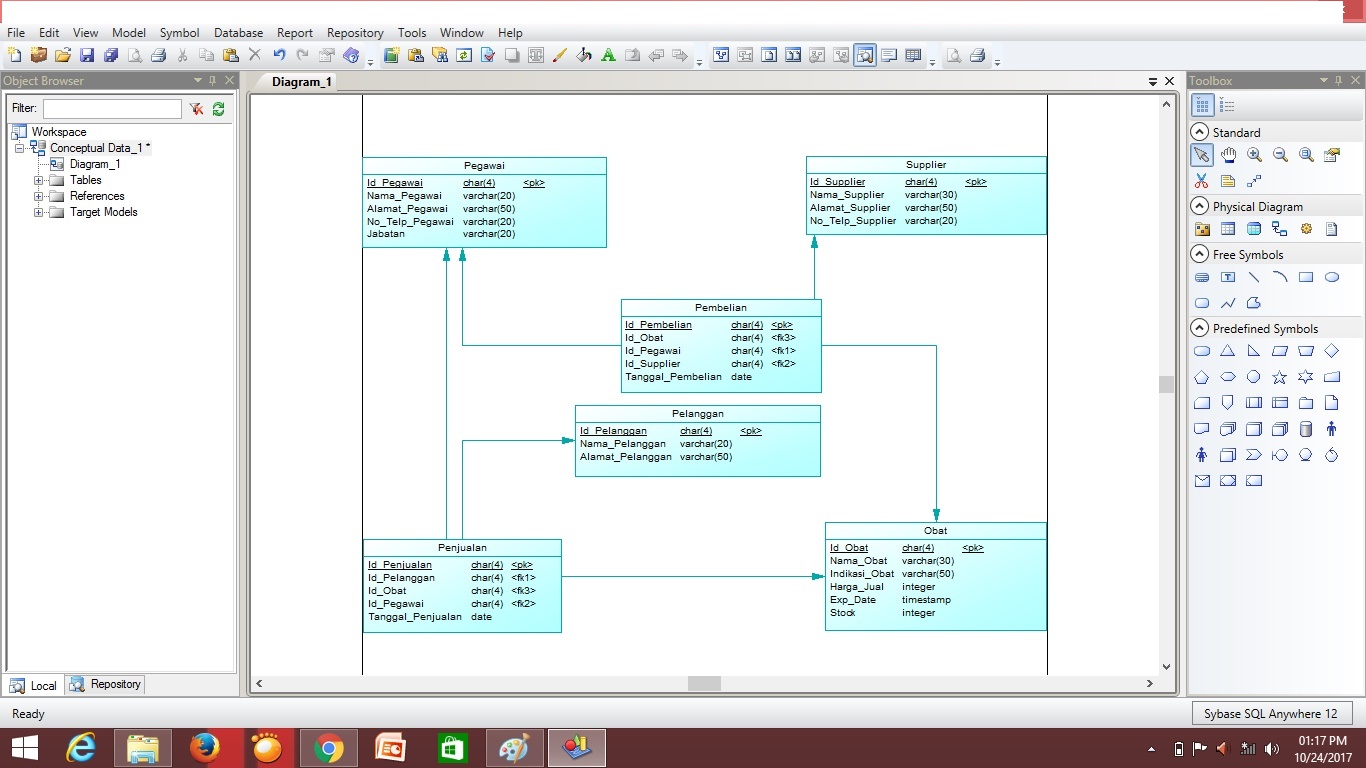 File Edit View Model Symbol Database Report Repository Tools Window Help
Object Browser
Filter:
Workspace
Conceptual Data_1 *
Diagram_1
Tables
References
Target Models
Local Repository
Diagram_1
Pegawai
Id_Pegawai char(4) <pk>
Nama_Pegawai varchar(20)
Alamat_Pegawai varchar(50)
No_Telp_Pegawai varchar(20)
Jabatan varchar(20)
Supplier
Id_Supplier char(4) <pk>
Nama_Supplier varchar(30)
Alamat_Supplier varchar(50)
No_Telp_Supplier varchar(20)
Pembelian
Id_Pembelian char(4) <pk>
Id_Obat char(4) <fk3>
Id_Pegawai char(4) <fk1>
Id_Supplier char(4) <fk2>
Tanggal_Pembelian date
Pelanggan
Id_Pelanggan char(4) <pk>
Nama_Pelanggan varchar(20)
Alamat_Pelanggan varchar(50)
Penjualan
Id_Penjualan char(4) <pk>
Id_Pelanggan char(4) <fk1>
Id_Obat char(4) <fk3>
Id_Pegawai char(4) <fk2>
Tanggal_Penjualan date
Obat
Id_Obat char(4) <pk>
Nama_Obat varchar(30)
Indikasi_Obat varchar(50)
Harga_Jual integer
Exp_Date timestamp
Stock integer
Toolbox
Standard
Physical Diagram
Free Symbols
Predefined Symbols
Ready
Sybase SQL Anywhere 12
01:17 PM
10/24/2017